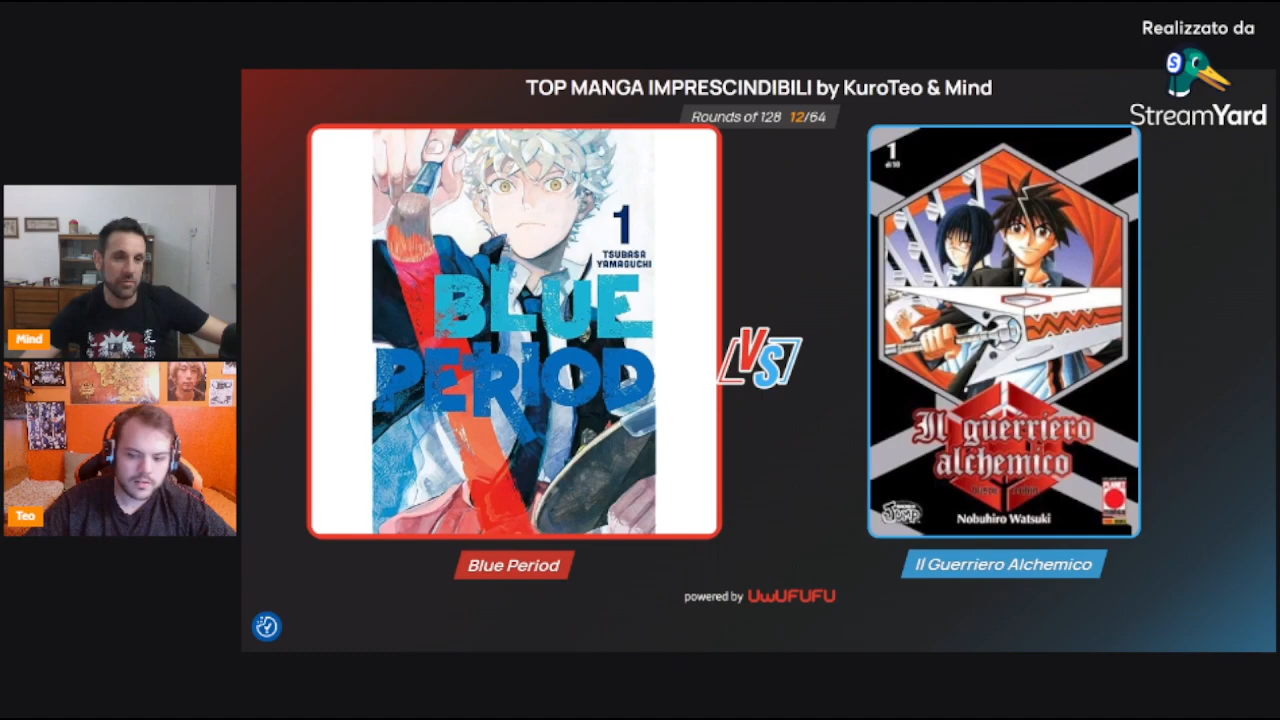 Realizzato da
StreamYard
TOP MANGA IMPRESCINDIBILI by KuroTeo & Mind
Rounds of 128 12/64
1
TSUBASA
YAMAGUCHI
BLUE
PERIOD
VS
1
Il guerriero
alchemico
JUMP
Nobuhiro Watsuki
Mind
Teo
Blue Period
Il Guerriero Alchemico
powered by UWUFUFU